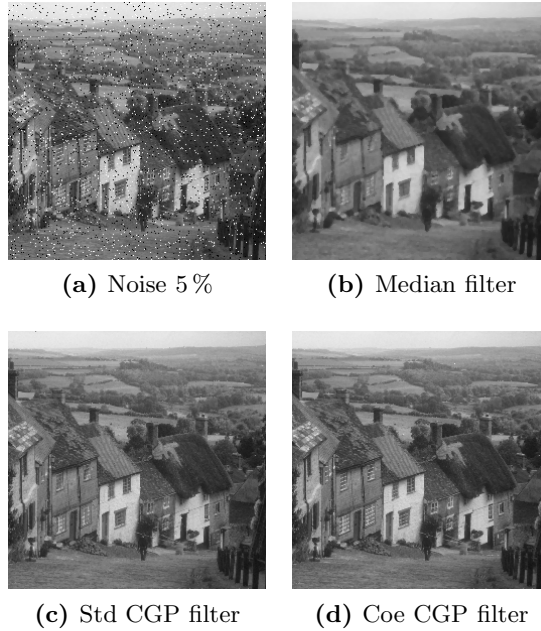 (a) Noise 5 %
(b) Median filter
(c) Std CGP filter
(d) Coe CGP filter